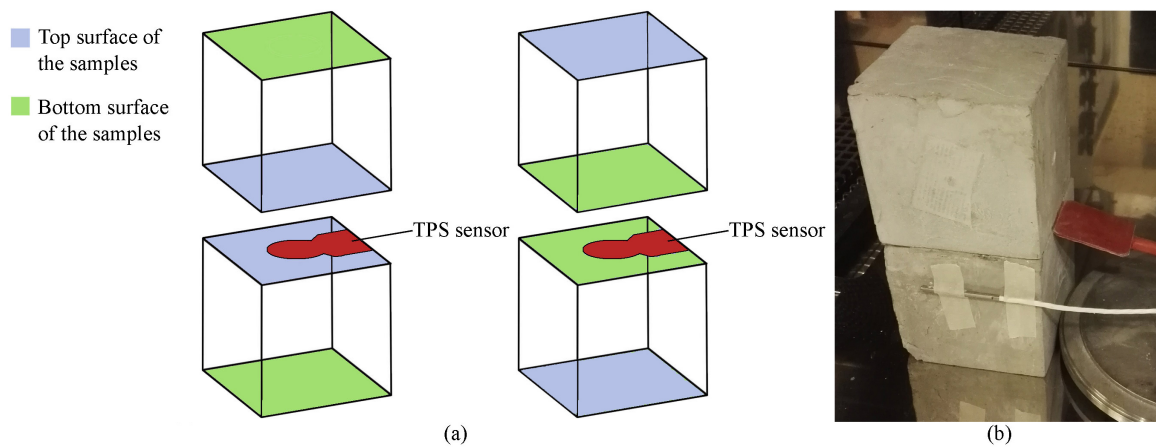 Top surface of
the samples
Bottom surface
of the samples
TPS sensor
TPS sensor
(a)
(b)